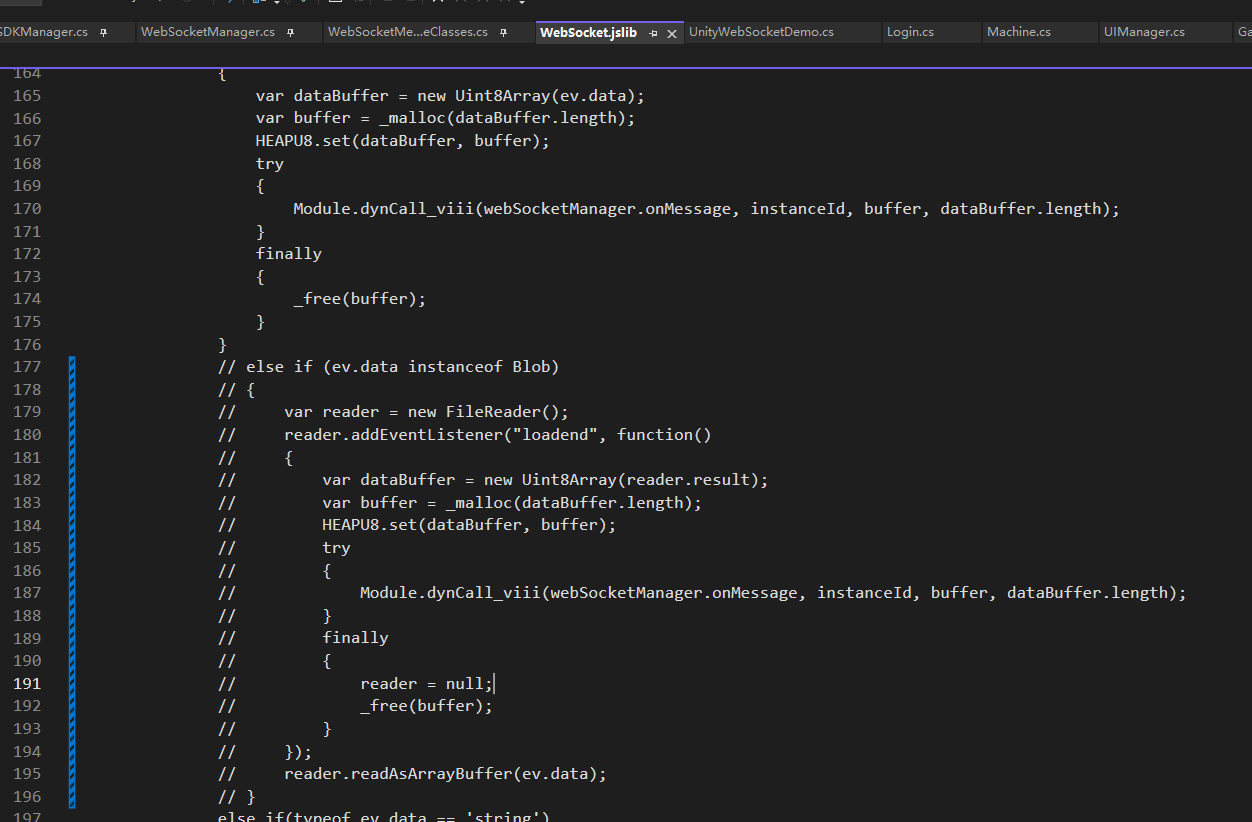 SDKManager.cs WebSocketManager.cs WebSocketMe...eClasses.cs WebSocket.jslib UnityWebSocketDemo.cs Login.cs Machine.cs UIManager.cs Ga
164 {
165 var dataBuffer = new Uint8Array(ev.data);
166 var buffer = _malloc(dataBuffer.length);
167 HEAPU8.set(dataBuffer, buffer);
168 try
169 {
170 Module.dynCall_viii(webSocketManager.onMessage, instanceId, buffer, dataBuffer.length);
171 }
172 finally
173 {
174 _free(buffer);
175 }
176 }
177 // else if (ev.data instanceof Blob)
178 // {
179 // var reader = new FileReader();
180 // reader.addEventListener("loadend", function()
181 // {
182 // var dataBuffer = new Uint8Array(reader.result);
183 // var buffer = _malloc(dataBuffer.length);
184 // HEAPU8.set(dataBuffer, buffer);
185 // try
186 // {
187 // Module.dynCall_viii(webSocketManager.onMessage, instanceId, buffer, dataBuffer.length);
188 // }
189 // finally
190 // {
191 // reader = null;
192 // _free(buffer);
193 // }
194 // });
195 // reader.readAsArrayBuffer(ev.data);
196 // }
197 else if(typeof ev.data == 'string')